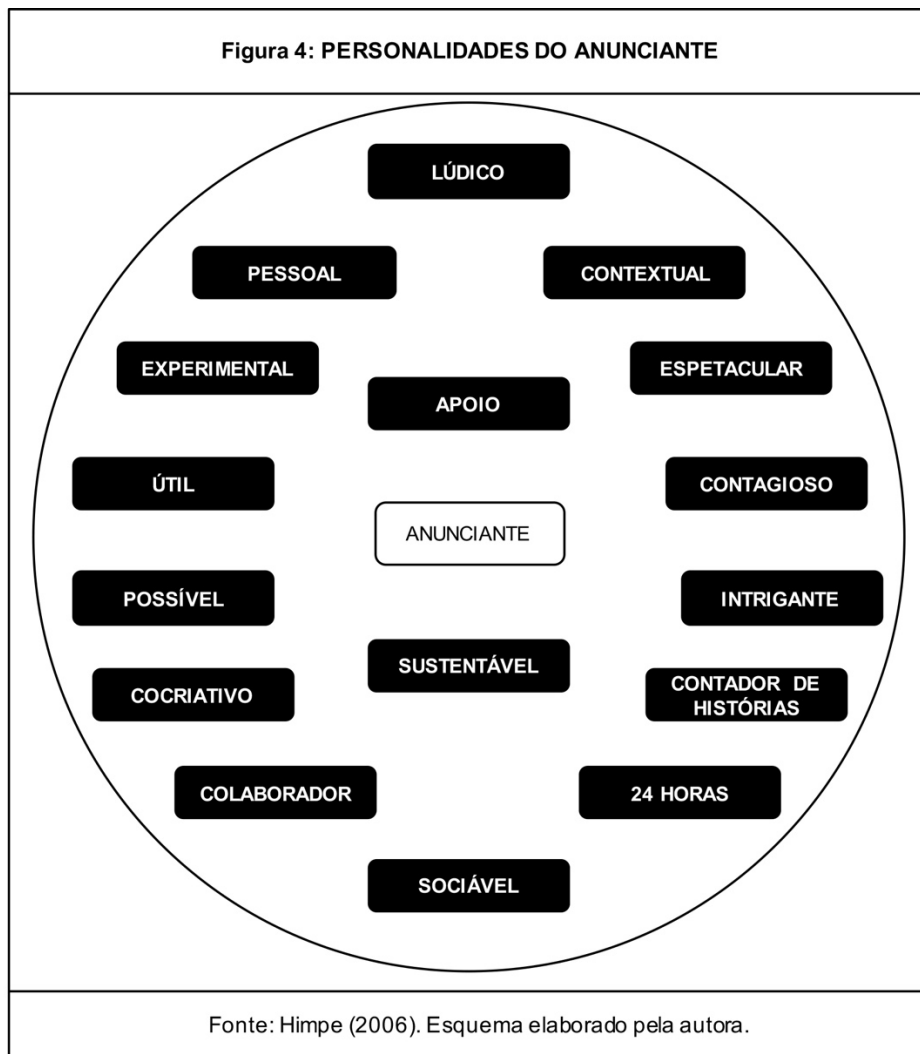 Figura 4: PERSONALIDADES DO ANUNCIANTE
LÚDICO
PESSOAL
CONTEXTUAL
EXPERIMENTAL
ESPETACULAR
APOIO
ÚTIL
CONTAGIOSO
ANUNCIANTE
POSSÍVEL
INTRIGANTE
SUSTENTÁVEL
COCRIATIVO
CONTADOR DE
HISTÓRIAS
COLABORADOR
24 HORAS
SOCIÁVEL
Fonte: Himpe (2006). Esquema elaborado pela autora.